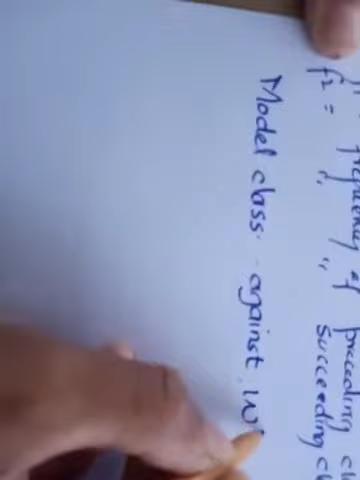 frequency of preceding
f2 = " " succeeding
Model class. against